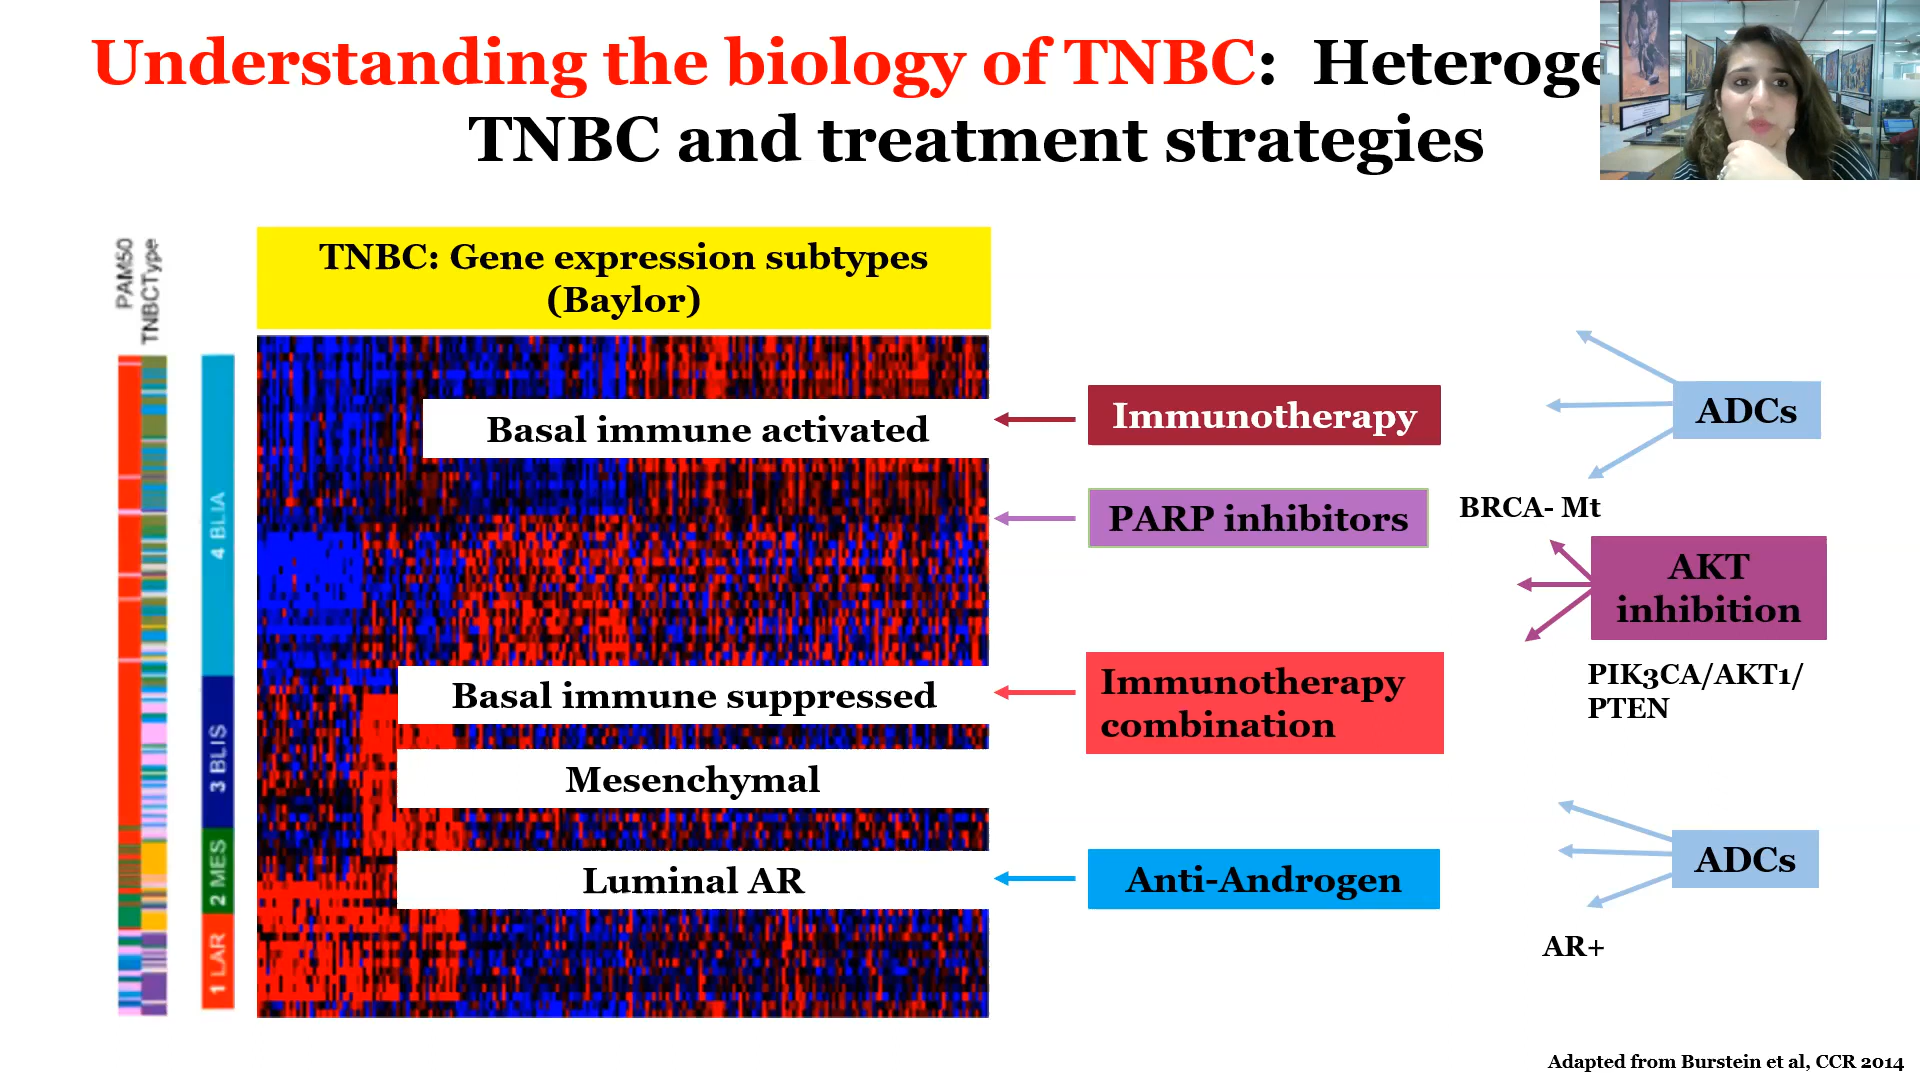 Understanding the biology of TNBC: Heteroge
TNBC and treatment strategies
PAM50
TNBCType
TNBC: Gene expression subtypes
(Baylor)
4 BLIA
3 BLIS
2 MES
1 LAR
Basal immune activated
Basal immune suppressed
Mesenchymal
Luminal AR
Immunotherapy
PARP inhibitors
Immunotherapy
combination
Anti-Androgen
ADCs
BRCA- Mt
AKT
inhibition
PIK3CA/AKT1/
PTEN
ADCs
AR+
Adapted from Burstein et al, CCR 2014